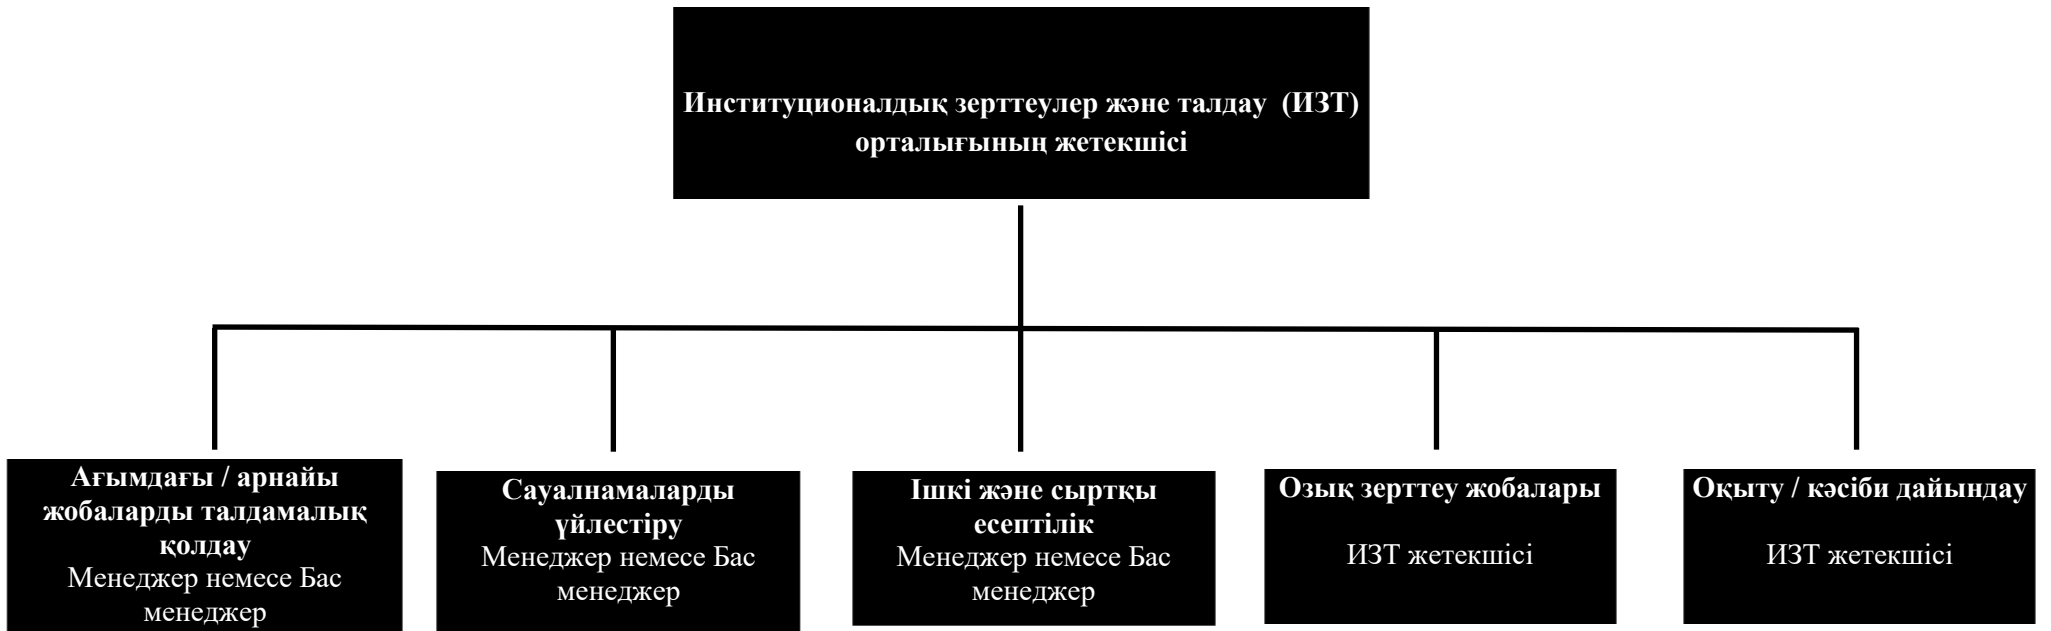 Институционалдық зерттеулер және талдау (ИЗТ)
орталығының жетекшісі
Ағымдағы / арнайы
жобаларды талдамалық
қолдау
Менеджер немесе Бас
менеджер
Сауалнамаларды
үйлестіру
Менеджер немесе Бас
менеджер
Ішкі және сыртқы
есептілік
Менеджер немесе Бас
менеджер
Озық зерттеу жобалары
ИЗТ жетекшісі
Оқыту / кәсіби дайындау
ИЗТ жетекшісі